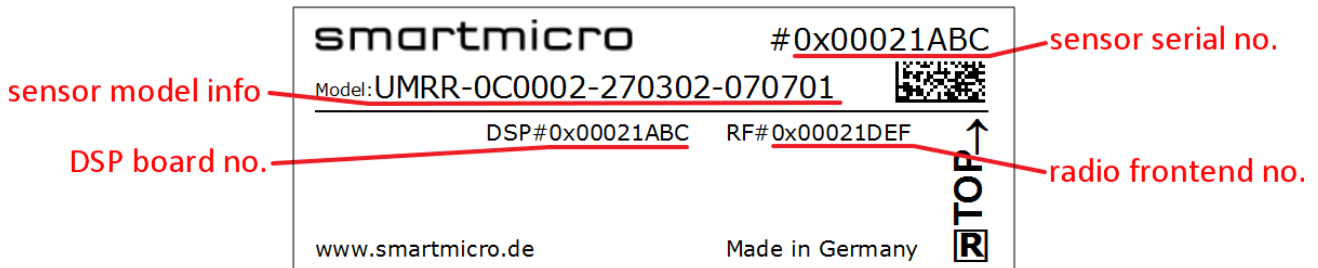 smartmicro #0x00021ABC
sensor serial no.
sensor model info
Model:UMRR-0C0002-270302-070701
DSP#0x00021ABC RF#0x00021DEF
DSP board no.
radio frontend no.
TOP→
R
www.smartmicro.de Made in Germany